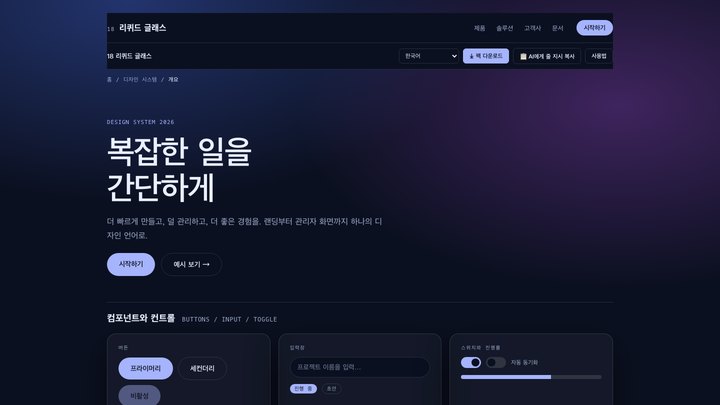 18 리퀴드 글래스
제품 솔루션 고객사 문서 시작하기
18 리퀴드 글래스
한국어 팩 다운로드 AI에게 줄 지시 복사 사용법
홈 / 디자인 시스템 / 개요
DESIGN SYSTEM 2026
복잡한 일을
간단하게
더 빠르게 만들고, 덜 관리하고, 더 좋은 경험을. 랜딩부터 관리자 화면까지 하나의 디
자인 언어로.
시작하기 예시 보기 →
컴포넌트와 컨트롤 BUTTONS / INPUT / TOGGLE
버튼
프라이머리 세컨더리
비활성
입력창
프로젝트 이름을 입력...
진행 중 초안
스위치와 진행률
자동 동기화